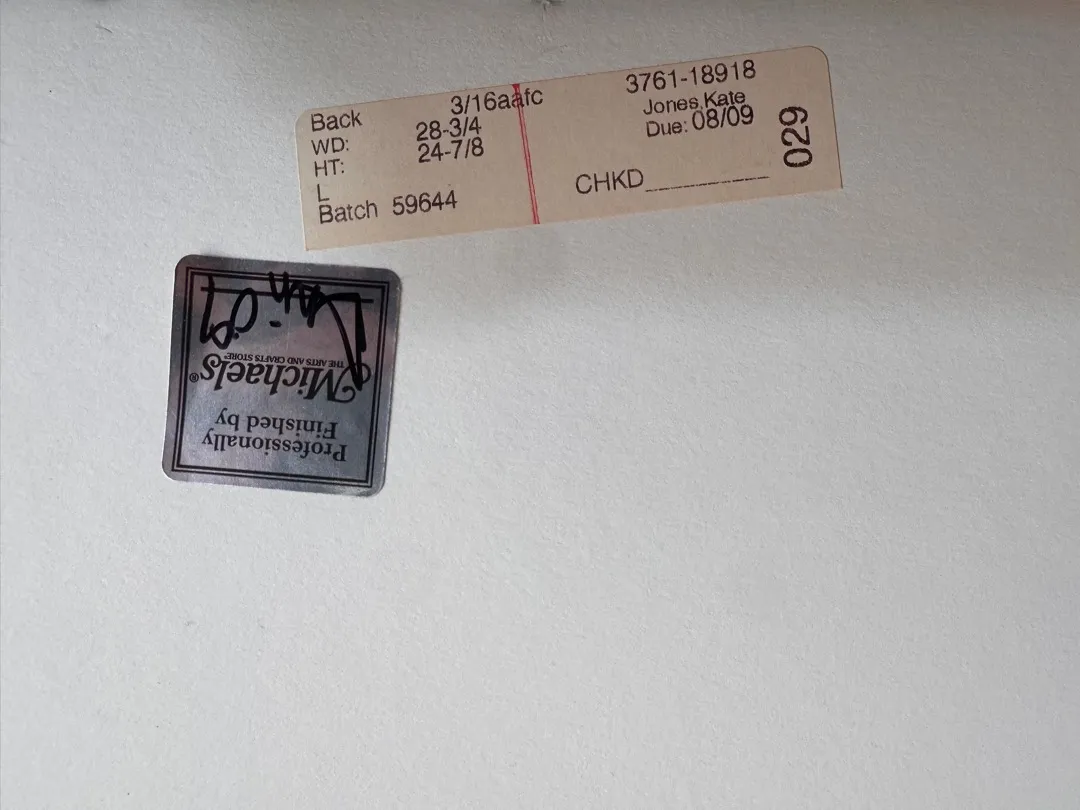 Back 3/16aafc
WD: 28-3/4
HT: 24-7/8
L
Batch 59644
3761-18918
Jones,Kate
Due: 08/09
CHKD
029
Professionally
Finished by
Michaels®
THE ARTS AND CRAFTS STORE®